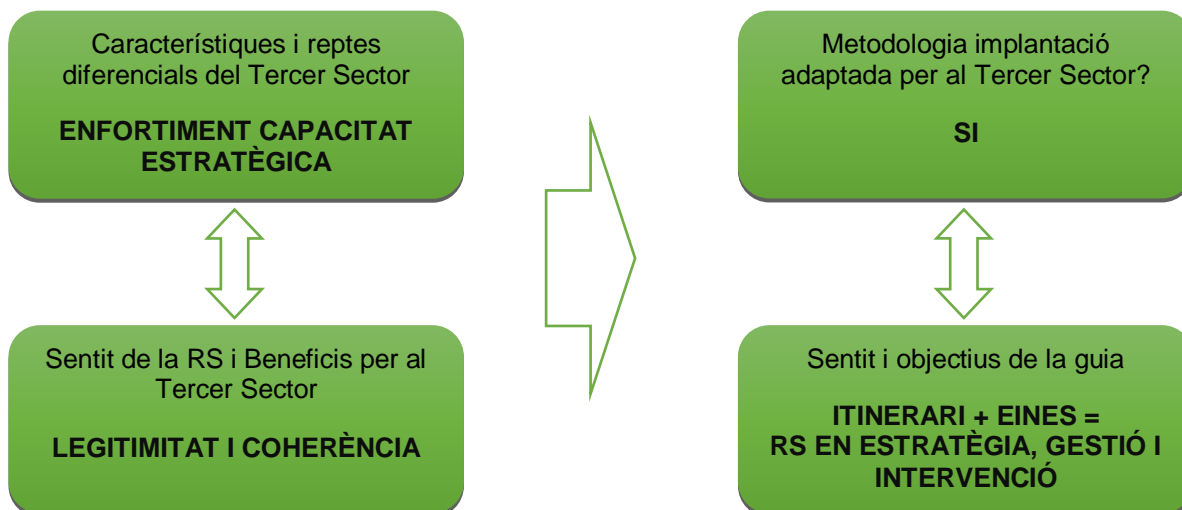 Característiques i reptes
diferencials del Tercer Sector
ENFORTIMENT CAPACITAT
ESTRATÈGICA
Sentit de la RS i Beneficis per al
Tercer Sector
LEGITIMITAT I COHERÈNCIA
Metodologia implantació
adaptada per al Tercer Sector?
SI
Sentit i objectius de la guia
ITINERARI + EINES =
RS EN ESTRATÈGIA, GESTIÓ I
INTERVENCIÓ